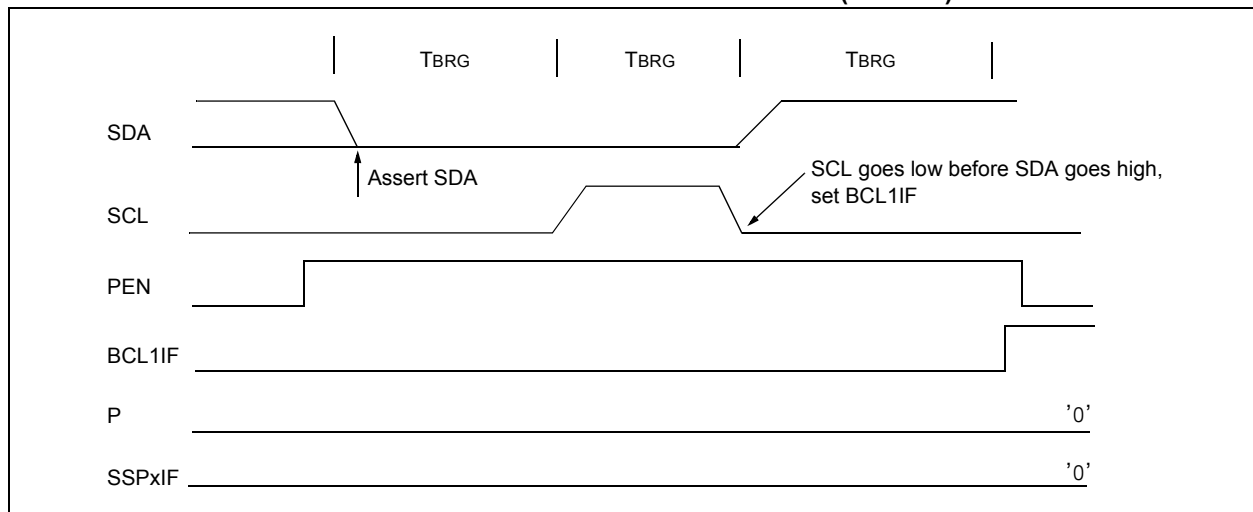 TBRG TBRG TBRG
SDA
Assert SDA
SCL goes low before SDA goes high,
set BCL1IF
SCL
PEN
BCL1IF
P '0'
SSPxIF '0'